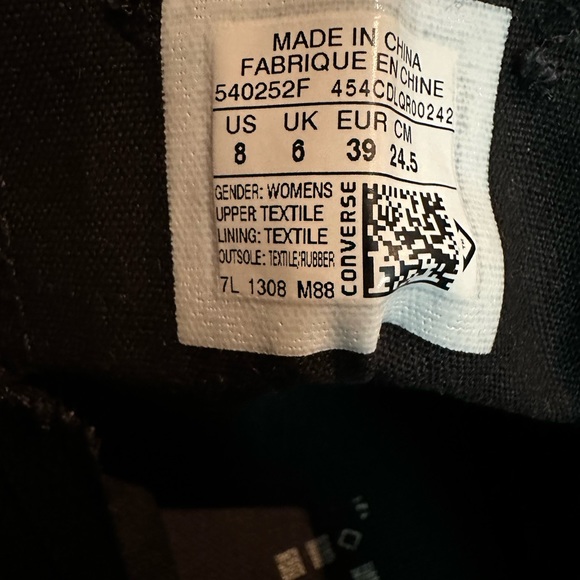 MADE IN CHINA
FABRIQUE EN CHINE
540252F 454CDLQR00242
US UK EUR CM
8 6 39 24.5
GENDER: WOMENS
UPPER TEXTILE
LINING: TEXTILE
OUTSOLE: TEXTILE/RUBBER
7L 1308 M88
CONVERSE